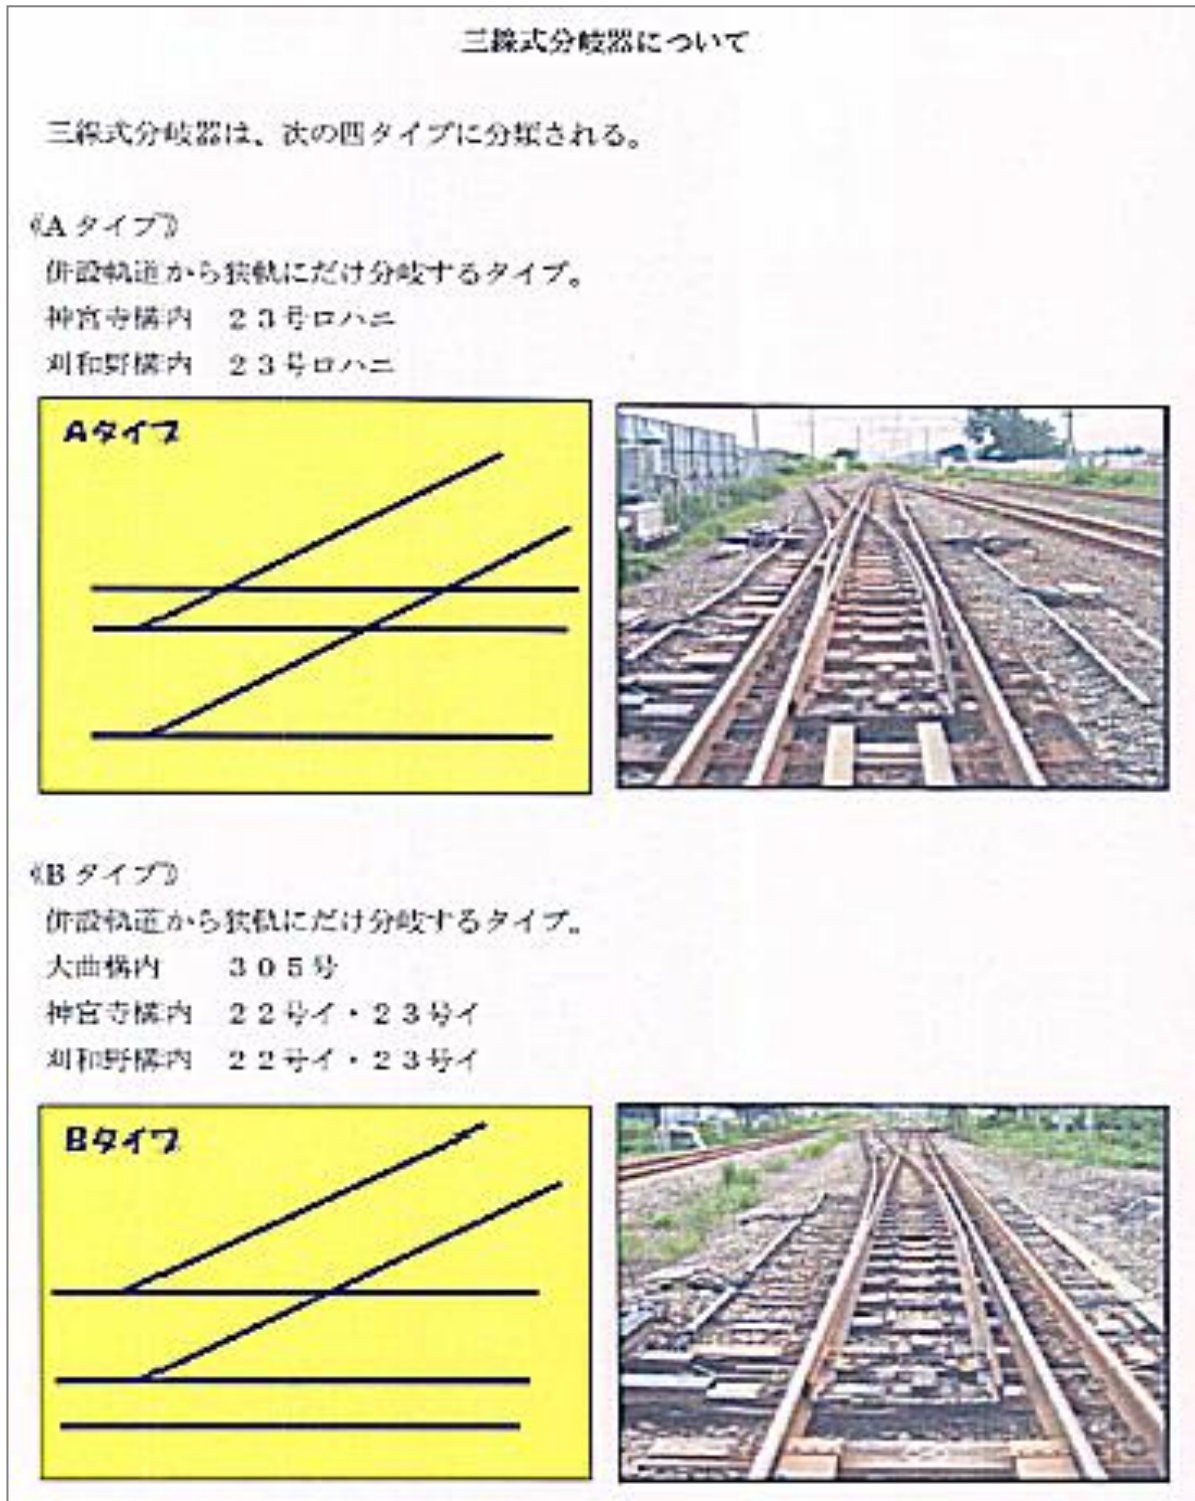 三線式分岐器について
三線式分岐器は、次の四タイプに分類される。
《Aタイプ》
併設軌道から狭軌にだけ分岐するタイプ。
神宮寺構内　２３号ロハニ
刈和野構内　２３号ロハニ
Aタイプ
《Bタイプ》
併設軌道から狭軌にだけ分岐するタイプ。
大曲構内　　３０５号
神宮寺構内　２２号イ・２３号イ
刈和野構内　２２号イ・２３号イ
Bタイプ